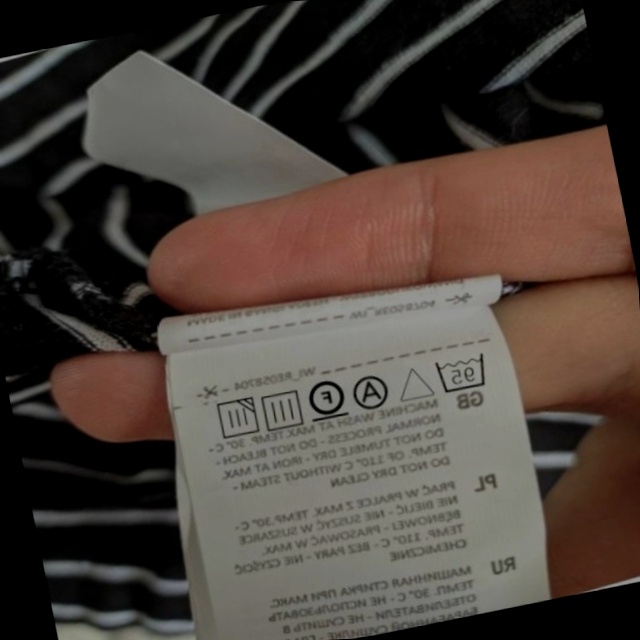 WI_RE058704
95 A F
GB
MACHINE WASH AT MAX.TEMP. 30°C -
NORMAL PROCESS - DO NOT BLEACH -
DO NOT TUMBLE DRY - IRON AT MAX.
TEMP. OF 110° C WITHOUT STEAM -
DO NOT DRY CLEAN
PL
PRAĆ W PRALCE Z MAX. TEMP.30°C -
NIE BIELIĆ - NIE SUSZYĆ W SUSZARCE
BĘBNOWEJ - PRASOWAĆ W MAX.
TEMP. 110°C - BEZ PARY - NIE CZYŚCIĆ
CHEMICZNIE
RU
МАШИННАЯ СТИРКА ПРИ МАКС.
ТЕМП. 30°C - НЕ ИСПОЛЬЗОВАТЬ
ОТБЕЛИВАТЕЛИ - НЕ СУШИТЬ В